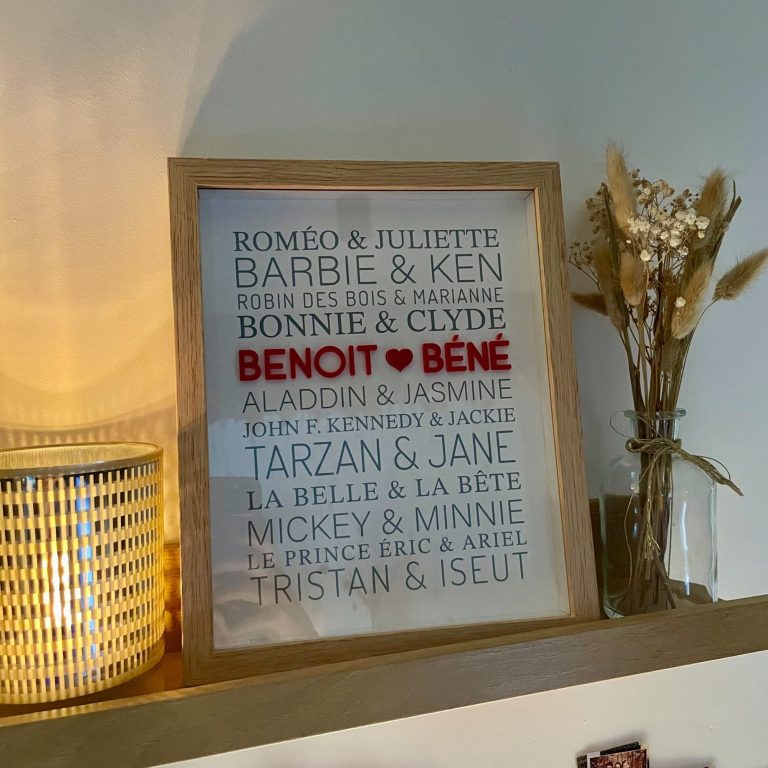 ROMÉO & JULIETTE
BARBIE & KEN
ROBIN DES BOIS & MARIANNE
BONNIE & CLYDE
BENOIT ♥ BÉNÉ
ALADDIN & JASMINE
JOHN F. KENNEDY & JACKIE
TARZAN & JANE
LA BELLE & LA BÊTE
MICKEY & MINNIE
LE PRINCE ÉRIC & ARIEL
TRISTAN & ISEUT